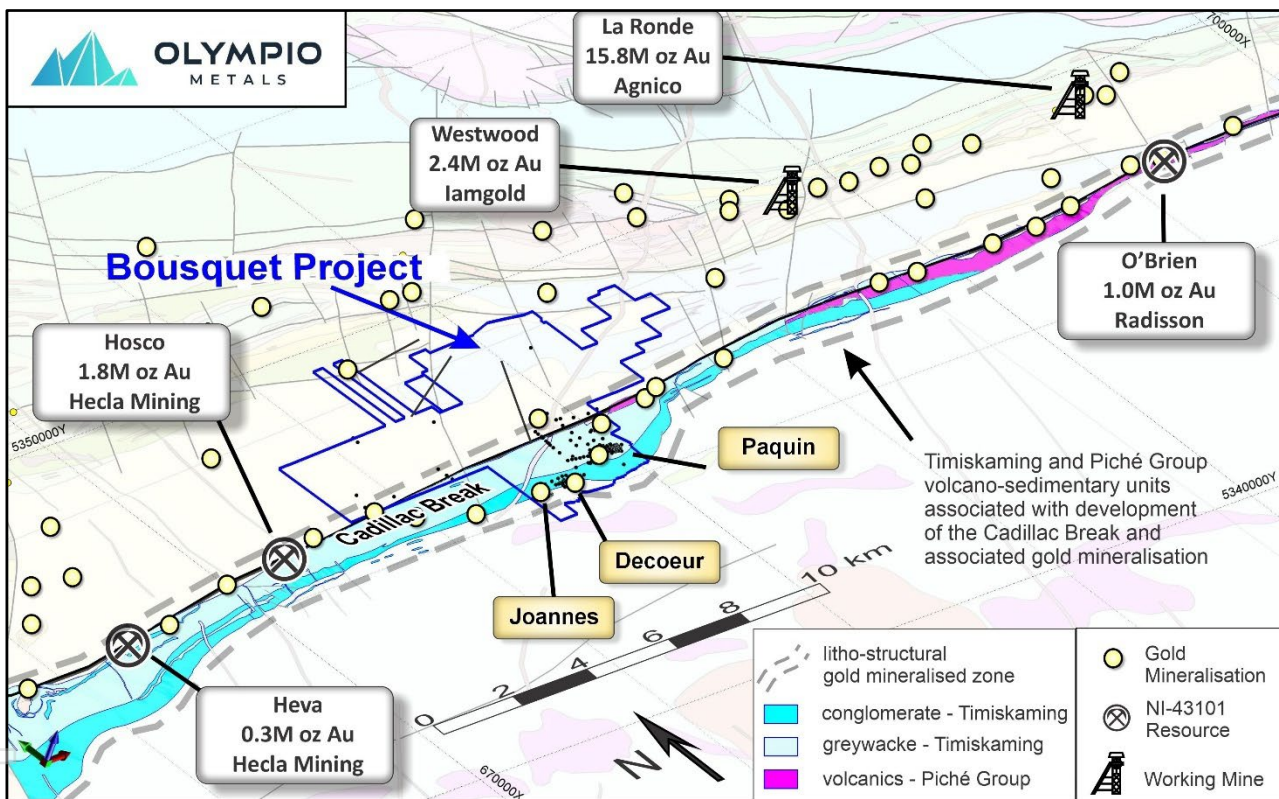 OLYMPIO
METALS
La Ronde
15.8M oz Au
Agnico
700000X
Westwood
2.4M oz Au
Iamgold
Bousquet Project
O’Brien
1.0M oz Au
Radisson
Hosco
1.8M oz Au
Hecla Mining
5350000Y
Cadillac Break
Paquin
Decoeur
Joannes
Timiskaming and Piché Group
volcano-sedimentary units
associated with development
of the Cadillac Break and
associated gold mineralisation
5340000Y
Heva
0.3M oz Au
Hecla Mining
0 2 4 6 8 10 km
N
670000X
litho-structural
gold mineralised zone
conglomerate - Timiskaming
greywacke - Timiskaming
volcanics - Piché Group
Gold
Mineralisation
NI-43101
Resource
Working Mine